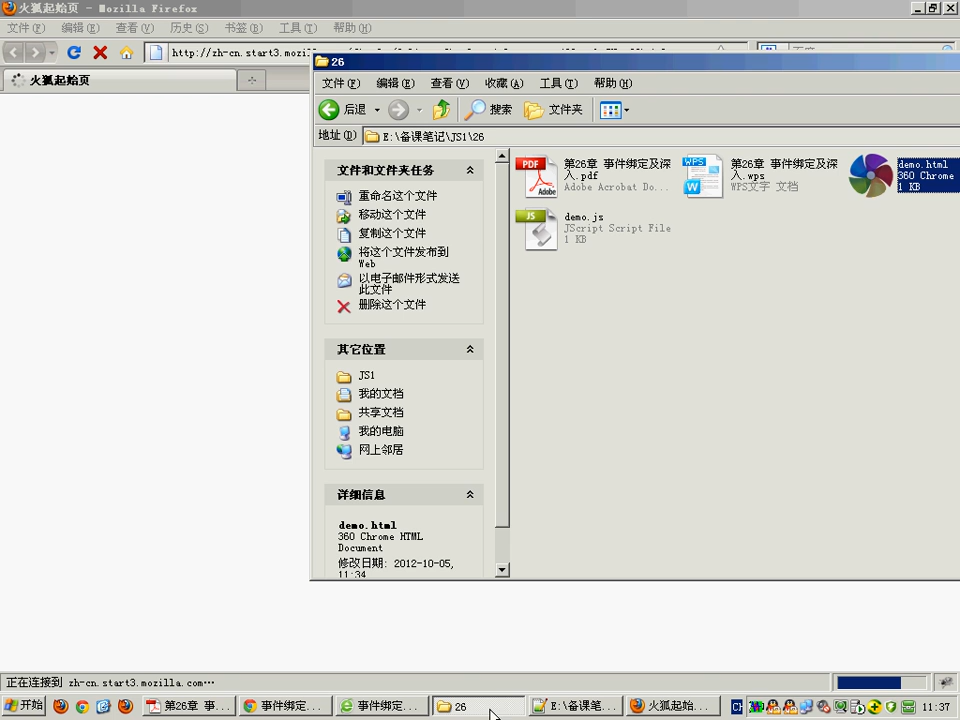 火狐起始页 - Mozilla Firefox
文件(F) 编辑(E) 查看(V) 历史(S) 书签(B) 工具(T) 帮助(H)
http://zh-cn.start3.mozil
火狐起始页
26
文件(F) 编辑(E) 查看(V) 收藏(A) 工具(T) 帮助(H)
后退 搜索 文件夹
地址(D) E:\备课笔记\JS1\26
文件和文件夹任务
重命名这个文件
移动这个文件
复制这个文件
将这个文件发布到
Web
以电子邮件形式发送
此文件
删除这个文件
其它位置
JS1
我的文档
共享文档
我的电脑
网上邻居
详细信息
demo.html
360 Chrome HTML
Document
修改日期: 2012-10-05,
11:34
第26章 事件绑定及深
入.pdf
Adobe Acrobat Do...
第26章 事件绑定及深
入.wps
WPS文字 文档
demo.html
360 Chrome
1 KB
demo.js
JScript Script File
1 KB
正在连接到 zh-cn.start3.mozilla.com…
开始 第26章 事... 事件绑定... 事件绑定... 26 E:\备课笔... 火狐起始... CH 11:37